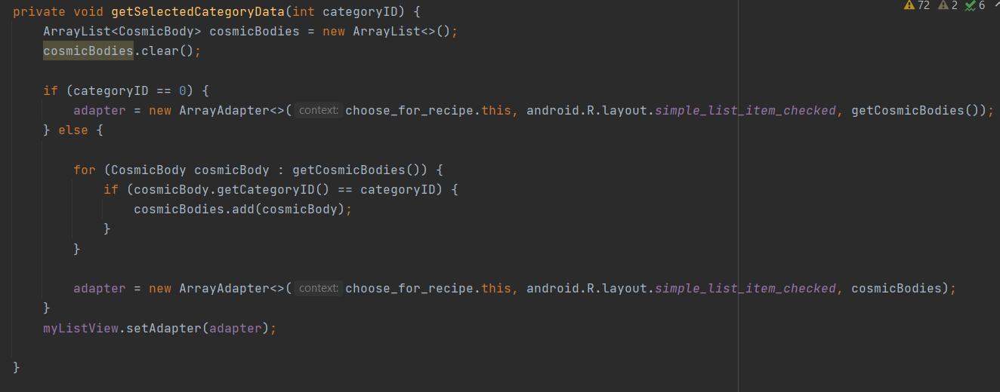 private void getSelectedCategoryData(int categoryID) { 72 2 6
ArrayList<CosmicBody> cosmicBodies = new ArrayList<>();
cosmicBodies.clear();
if (categoryID == 0) {
adapter = new ArrayAdapter<>( context: choose_for_recipe.this, android.R.layout.simple_list_item_checked, getCosmicBodies());
} else {
for (CosmicBody cosmicBody : getCosmicBodies()) {
if (cosmicBody.getCategoryID() == categoryID) {
cosmicBodies.add(cosmicBody);
}
}
adapter = new ArrayAdapter<>( context: choose_for_recipe.this, android.R.layout.simple_list_item_checked, cosmicBodies);
}
myListView.setAdapter(adapter);
}